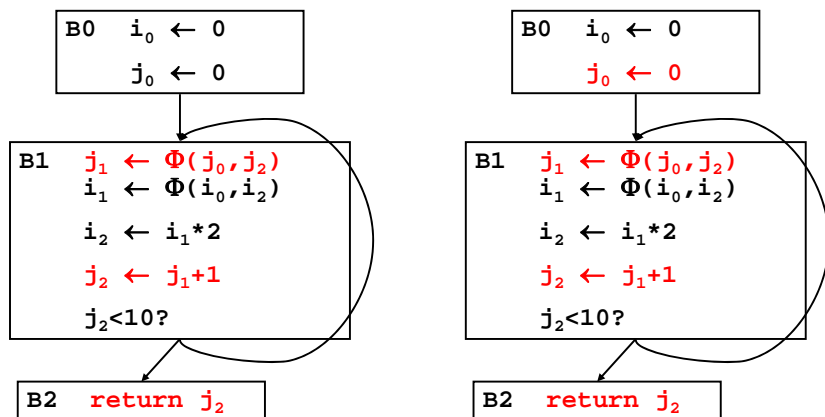 B0 i₀ ← 0
j₀ ← 0
B1 j₁ ← Φ(j₀,j₂)
i₁ ← Φ(i₀,i₂)
i₂ ← i₁*2
j₂ ← j₁+1
j₂<10?
B2 return j₂
B0 i₀ ← 0
j₀ ← 0
B1 j₁ ← Φ(j₀,j₂)
i₁ ← Φ(i₀,i₂)
i₂ ← i₁*2
j₂ ← j₁+1
j₂<10?
B2 return j₂